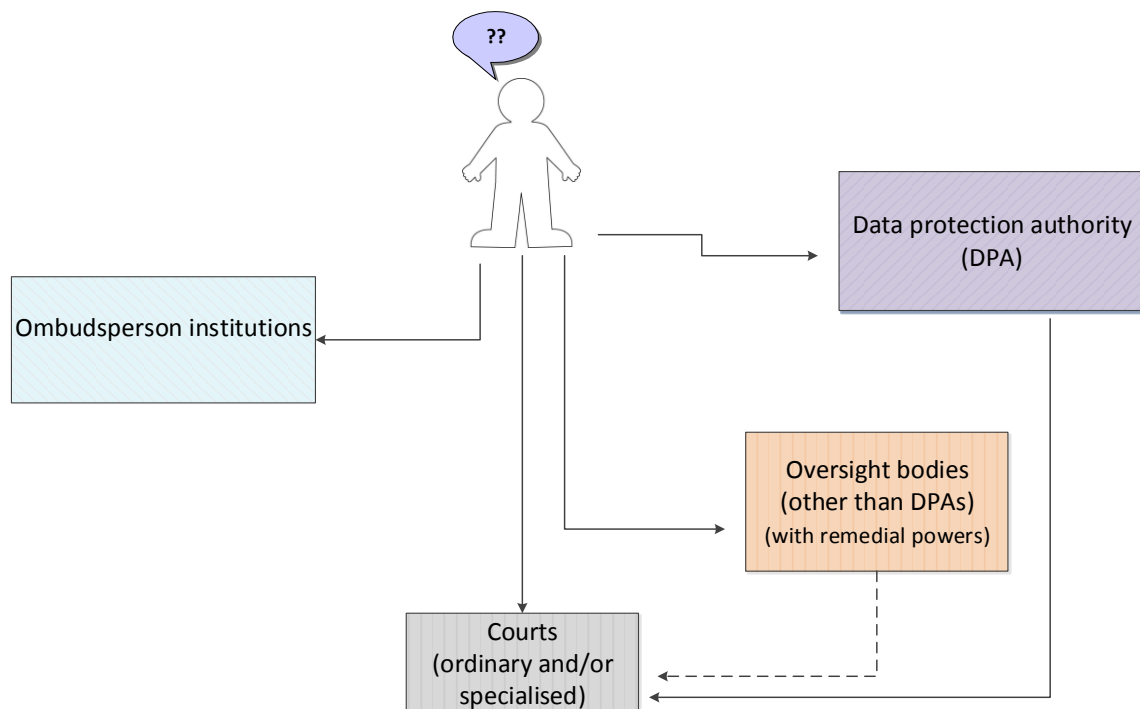 ??
Data protection authority
(DPA)
Ombudsperson institutions
Oversight bodies
(other than DPAs)
(with remedial powers)
Courts
(ordinary and/or
specialised)